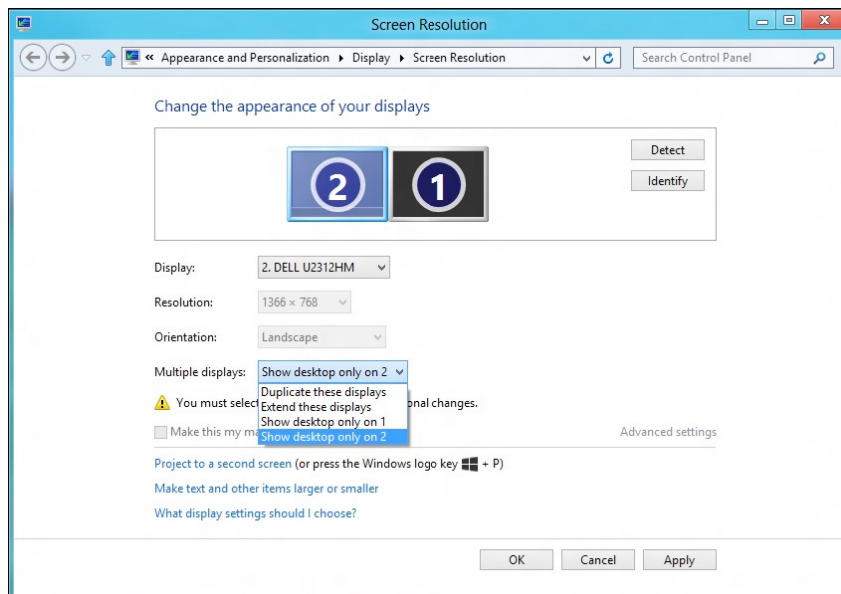 Screen Resolution
« Appearance and Personalization ▸ Display ▸ Screen Resolution
Search Control Panel
Change the appearance of your displays
2
1
Detect
Identify
Display: 2. DELL U2312HM
Resolution: 1366 × 768
Orientation: Landscape
Multiple displays: Show desktop only on 2
Duplicate these displays
Extend these displays
Show desktop only on 1
Show desktop only on 2
You must select onal changes.
Make this my ma
Advanced settings
Project to a second screen (or press the Windows logo key + P)
Make text and other items larger or smaller
What display settings should I choose?
OK Cancel Apply